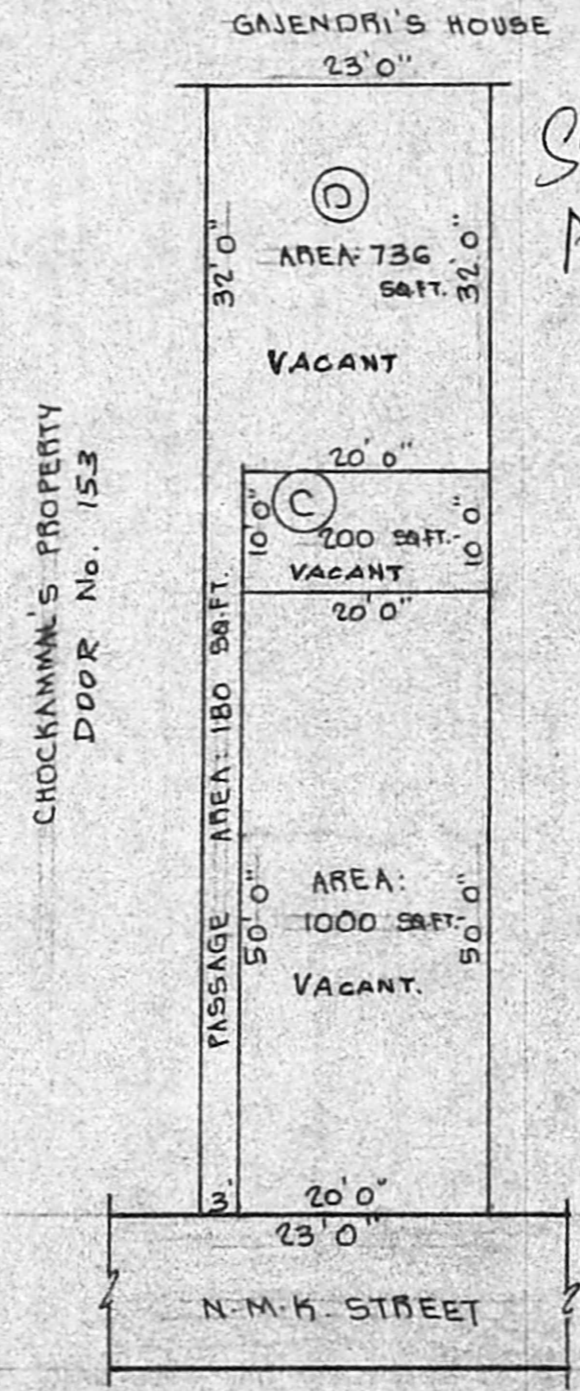 GAJENDRI'S HOUSE
23'0"
D
AREA: 736
SQ.FT.
32'0"
32'0"
VACANT
CHOCKAMMAL'S PROPERTY
DOOR No. 153
20'0"
C
10'0"
200 SQ.FT.-
10'0"
VACANT
20'0"
PASSAGE AREA: 180 SQ.FT.
AREA:
1000 SQ.FT.-
50'0"
50'0"
VACANT.
3'
20'0"
23'0"
N.M.K. STREET